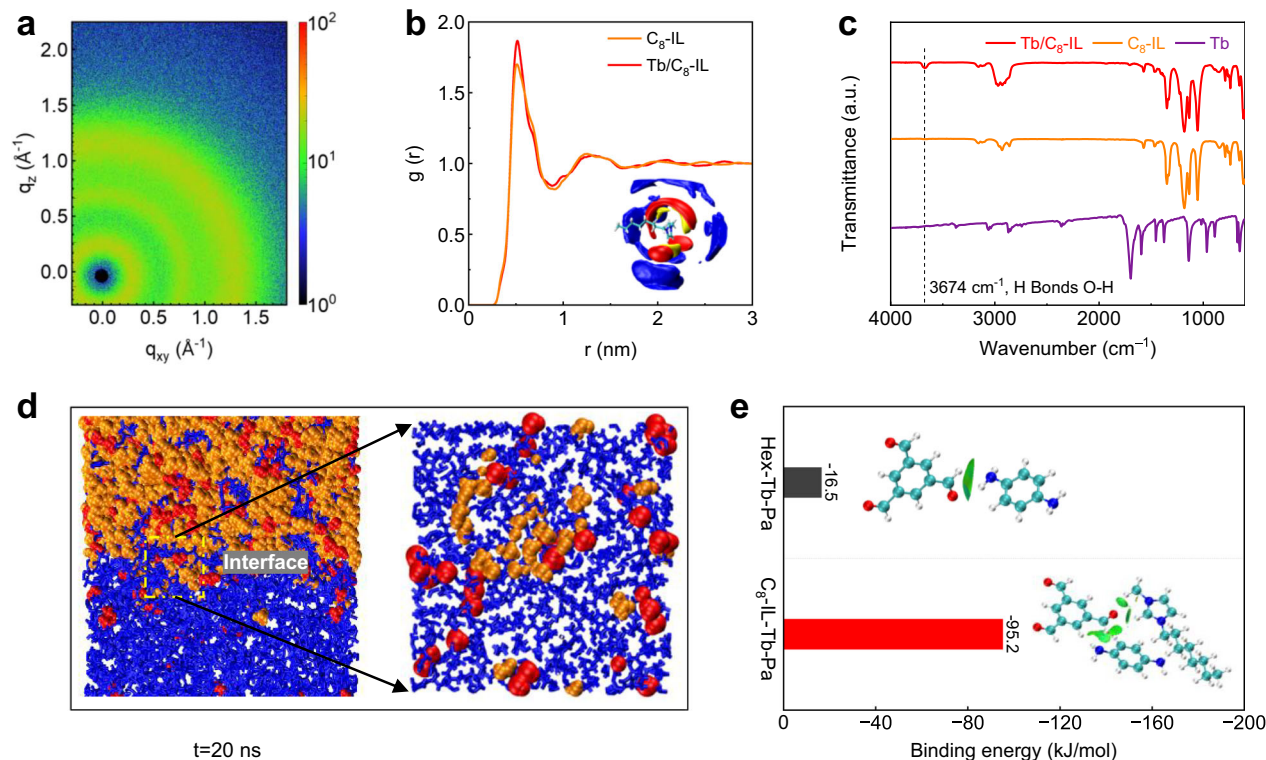 a
2.0
1.5
1.0
0.5
0.0
q_z (Å⁻¹)
0.0 0.5 1.0 1.5
q_xy (Å⁻¹)
10²
10¹
10⁰
b
C₈-IL
Tb/C₈-IL
2.0
1.5
1.0
0.5
0.0
g (r)
0 1 2 3
r (nm)
c
Tb/C₈-IL C₈-IL Tb
Transmittance (a.u.)
3674 cm⁻¹, H Bonds O-H
4000 3000 2000 1000
Wavenumber (cm⁻¹)
d
Interface
t=20 ns
e
Hex-Tb-Pa
-16.5
C₈-IL-Tb-Pa
-95.2
0 −40 −80 −120 −160 −200
Binding energy (kJ/mol)